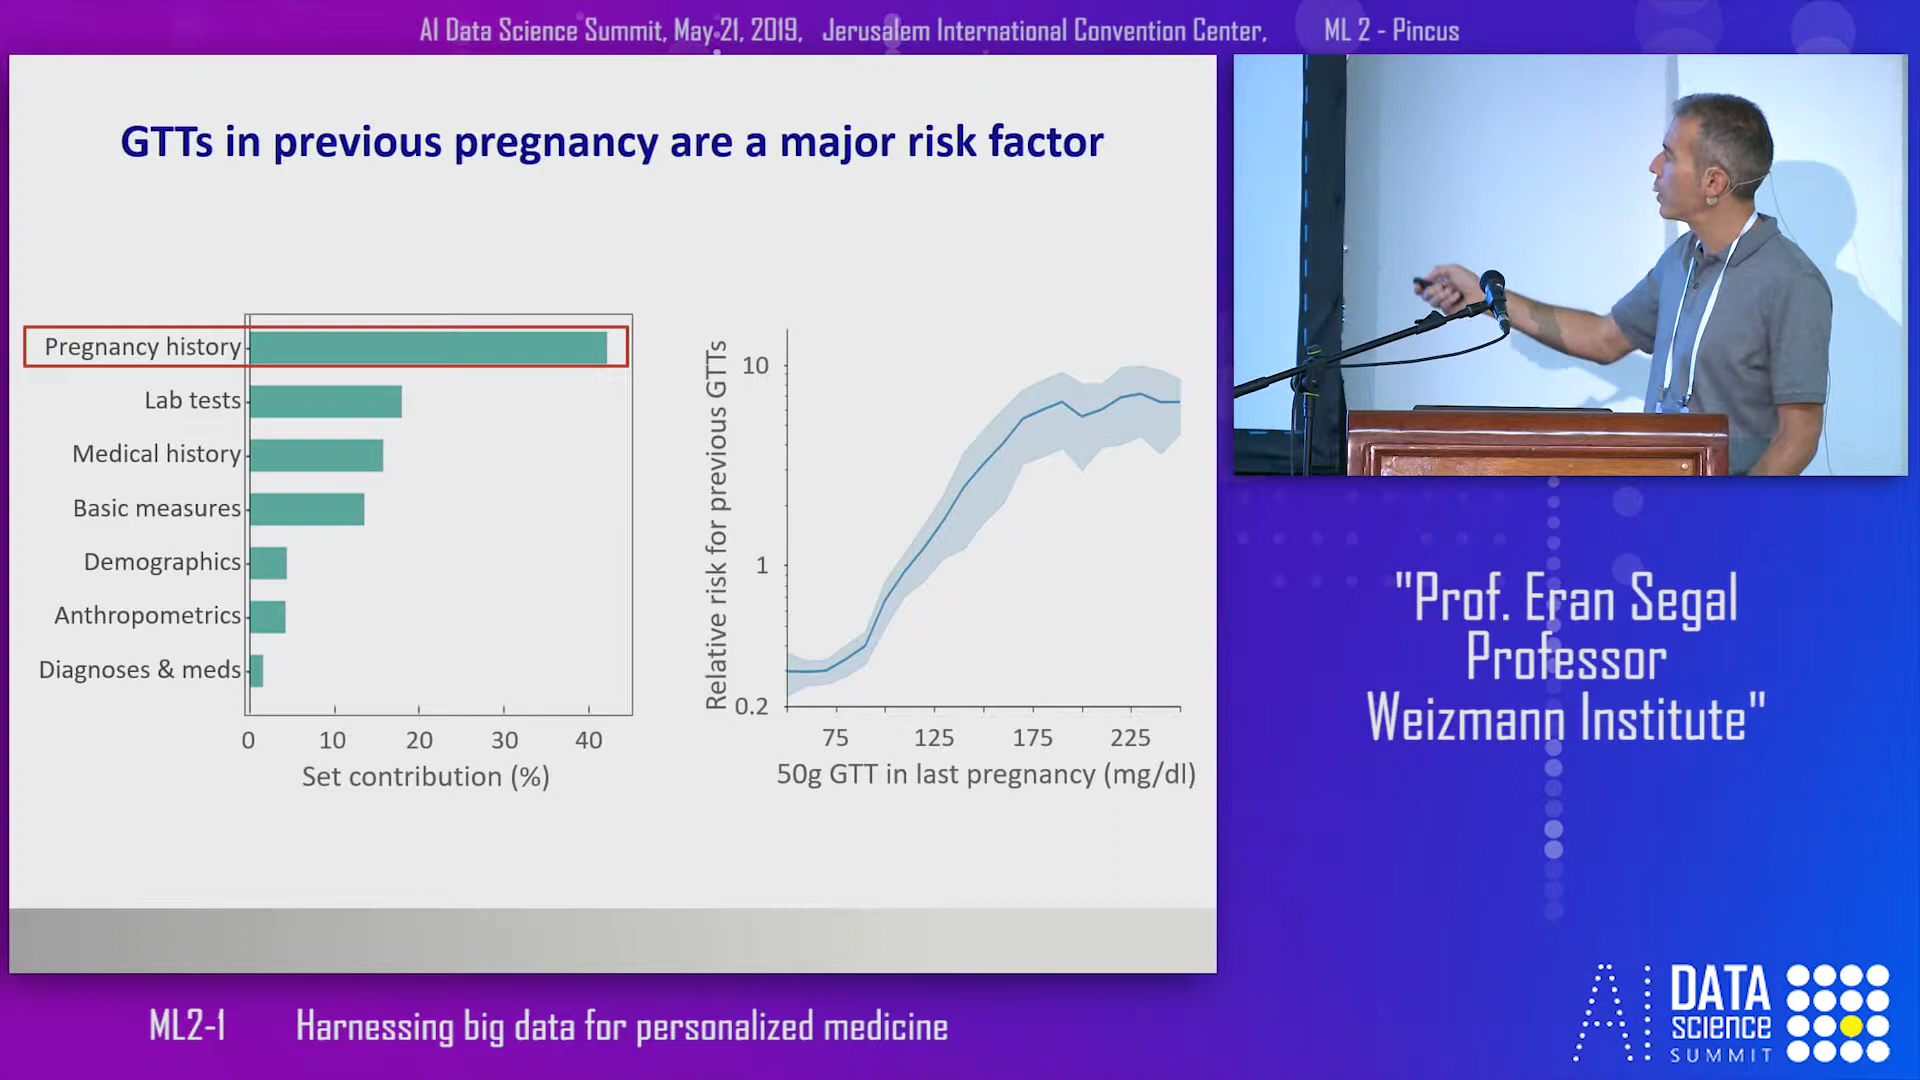 AI Data Science Summit, May 21, 2019, Jerusalem International Convention Center, ML 2 - Pincus
GTTs in previous pregnancy are a major risk factor
Pregnancy history
Lab tests
Medical history
Basic measures
Demographics
Anthropometrics
Diagnoses & meds
0 10 20 30 40
Set contribution (%)
Relative risk for previous GTTs
10
1
0.2
75 125 175 225
50g GTT in last pregnancy (mg/dl)
"Prof. Eran Segal
Professor
Weizmann Institute"
ML2-1 Harnessing big data for personalized medicine
AI DATA
SCIENCE
SUMMIT